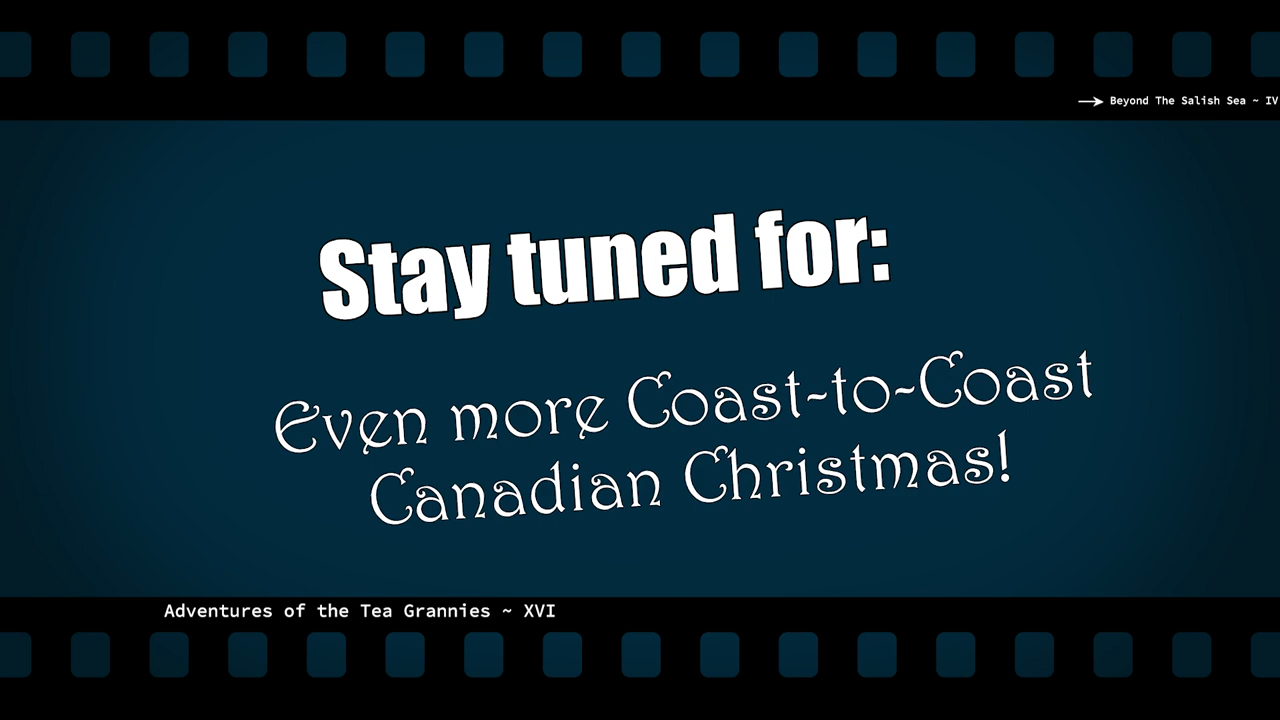 Beyond The Salish Sea ~ IV
Stay tuned for:
Even more Coast-to-Coast
Canadian Christmas!
Adventures of the Tea Grannies ~ XVI